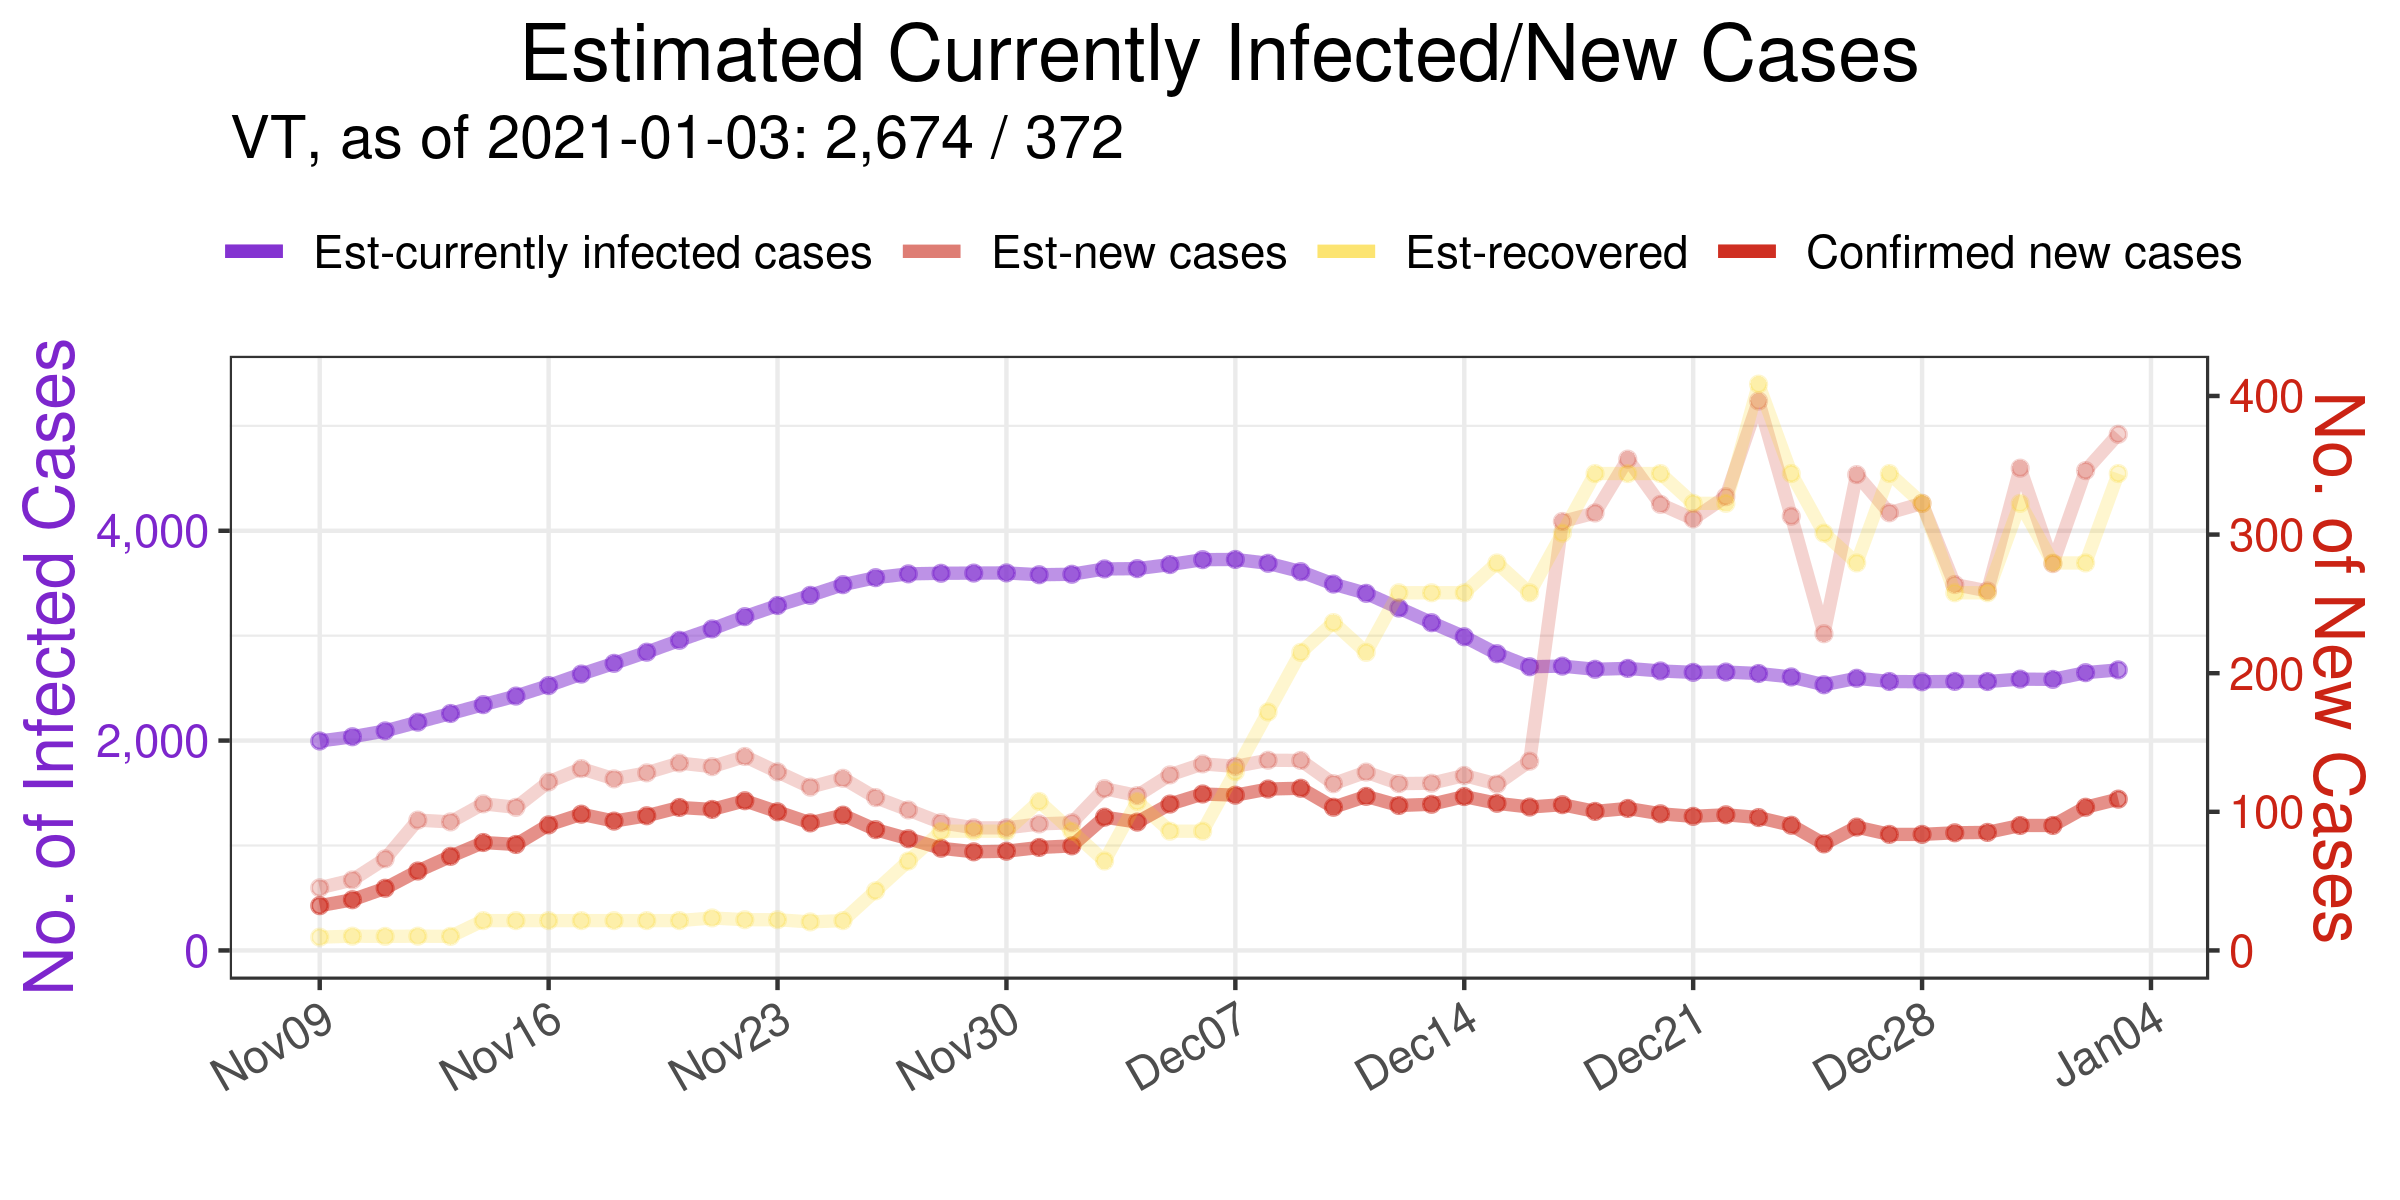 Estimated Currently Infected/New Cases
VT, as of 2021-01-03: 2,674 / 372
Est-currently infected cases Est-new cases Est-recovered Confirmed new cases
No. of Infected Cases
4,000
2,000
0
400
300
200
100
0
No. of New Cases
Nov09 Nov16 Nov23 Nov30 Dec07 Dec14 Dec21 Dec28 Jan04